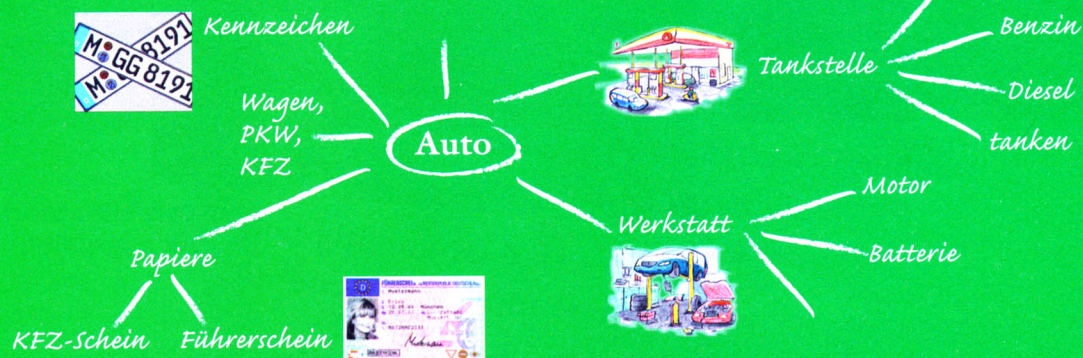 Kennzeichen
M GG 8191
M GG 8191
Wagen,
PKW,
KFZ
Auto
Tankstelle
Benzin
Diesel
tanken
Werkstatt
Motor
Batterie
Papiere
KFZ-Schein
Führerschein
FÜHRERSCHEIN
Mustermann